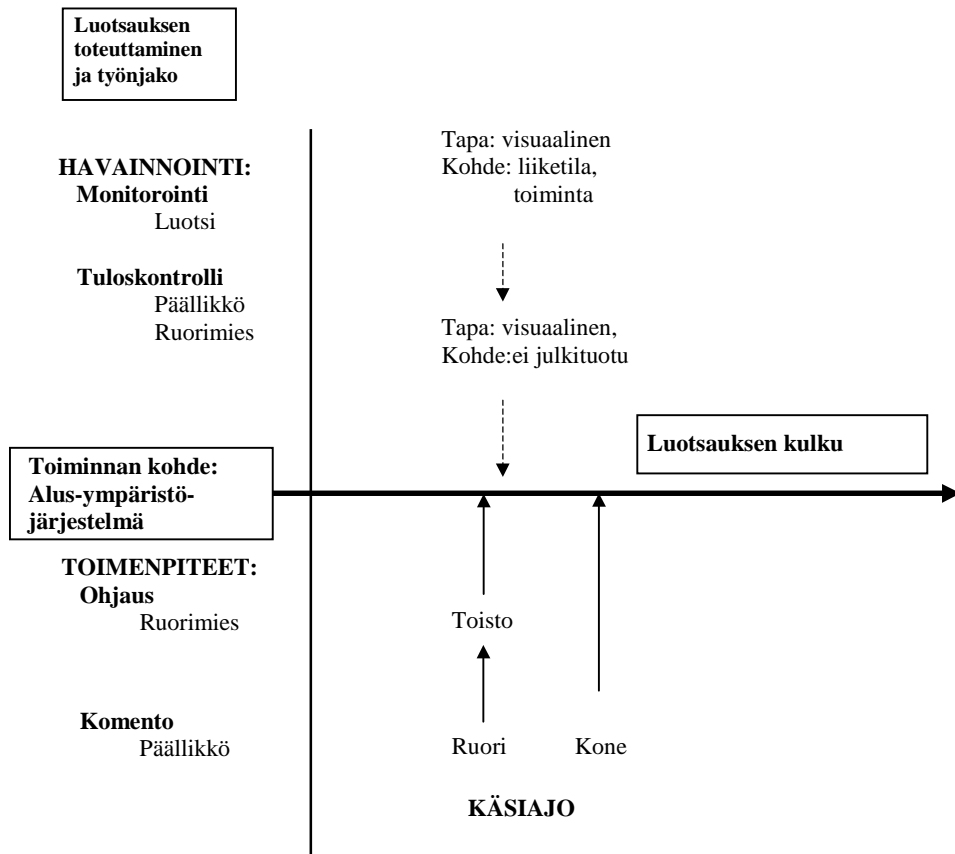 Luotsauksen
toteuttaminen
ja työnjako
HAVAINNOINTI:
Monitorointi
Luotsi
Tapa: visuaalinen
Kohde: liiketila,
toiminta
Tuloskontrolli
Päällikkö
Ruorimies
Tapa: visuaalinen,
Kohde:ei julkituotu
Luotsauksen kulku
Toiminnan kohde:
Alus-ympäristö-
järjestelmä
TOIMENPITEET:
Ohjaus
Ruorimies
Toisto
Komento
Päällikkö
Ruori
Kone
KÄSIAJO